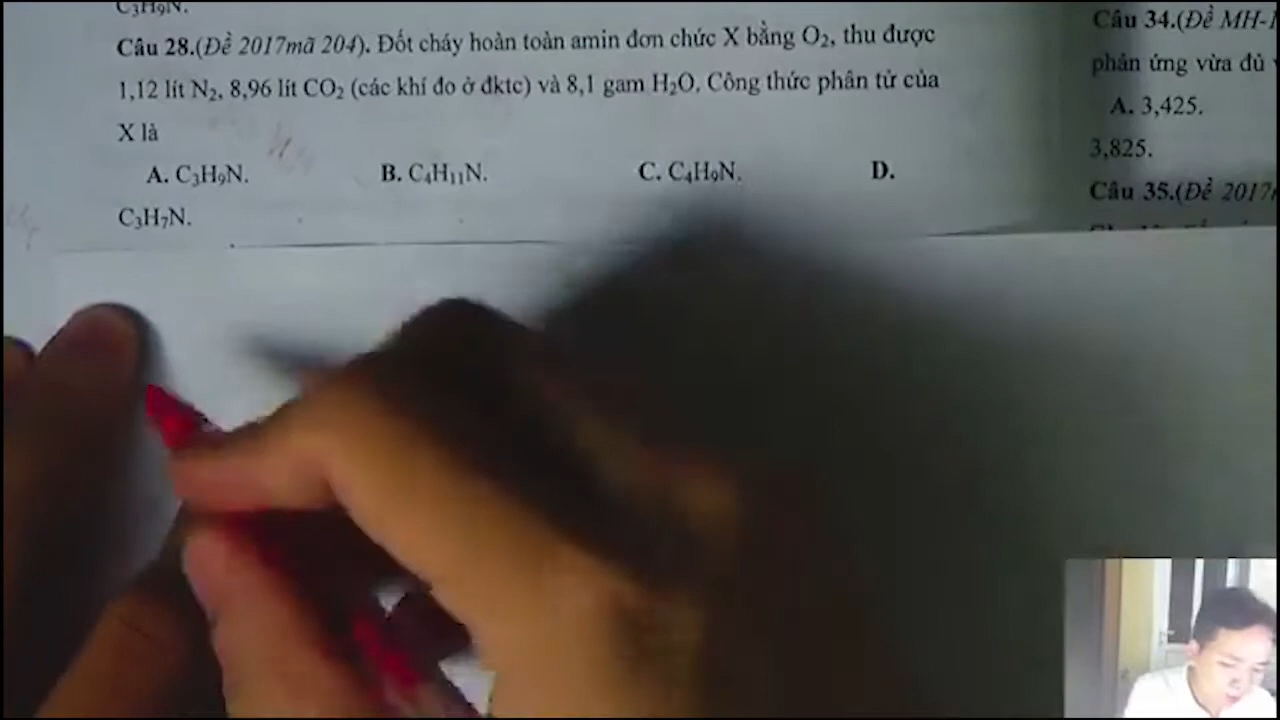 C₃H₉N.
Câu 28.(Đề 2017mã 204). Đốt cháy hoàn toàn amin đơn chức X bằng O₂, thu được
1,12 lít N₂, 8,96 lít CO₂ (các khí đo ở đktc) và 8,1 gam H₂O. Công thức phân tử của
X là
A. C₃H₉N. B. C₄H₁₁N. C. C₄H₉N. D.
C₃H₇N.
Câu 34.(Đề MH-
phản ứng vừa đủ
A. 3,425.
3,825.
Câu 35.(Đề 2017